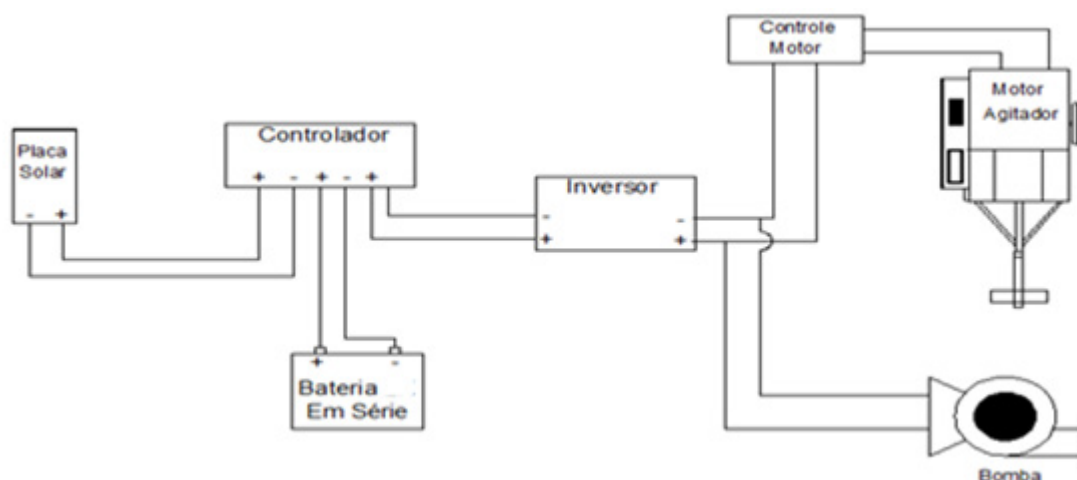 Controle
Motor
Motor
Agitador
Controlador
+ - + - +
Placa
Solar
- +
Inversor
- -
+ +
+ -
Bateria
Em Série
Bomba